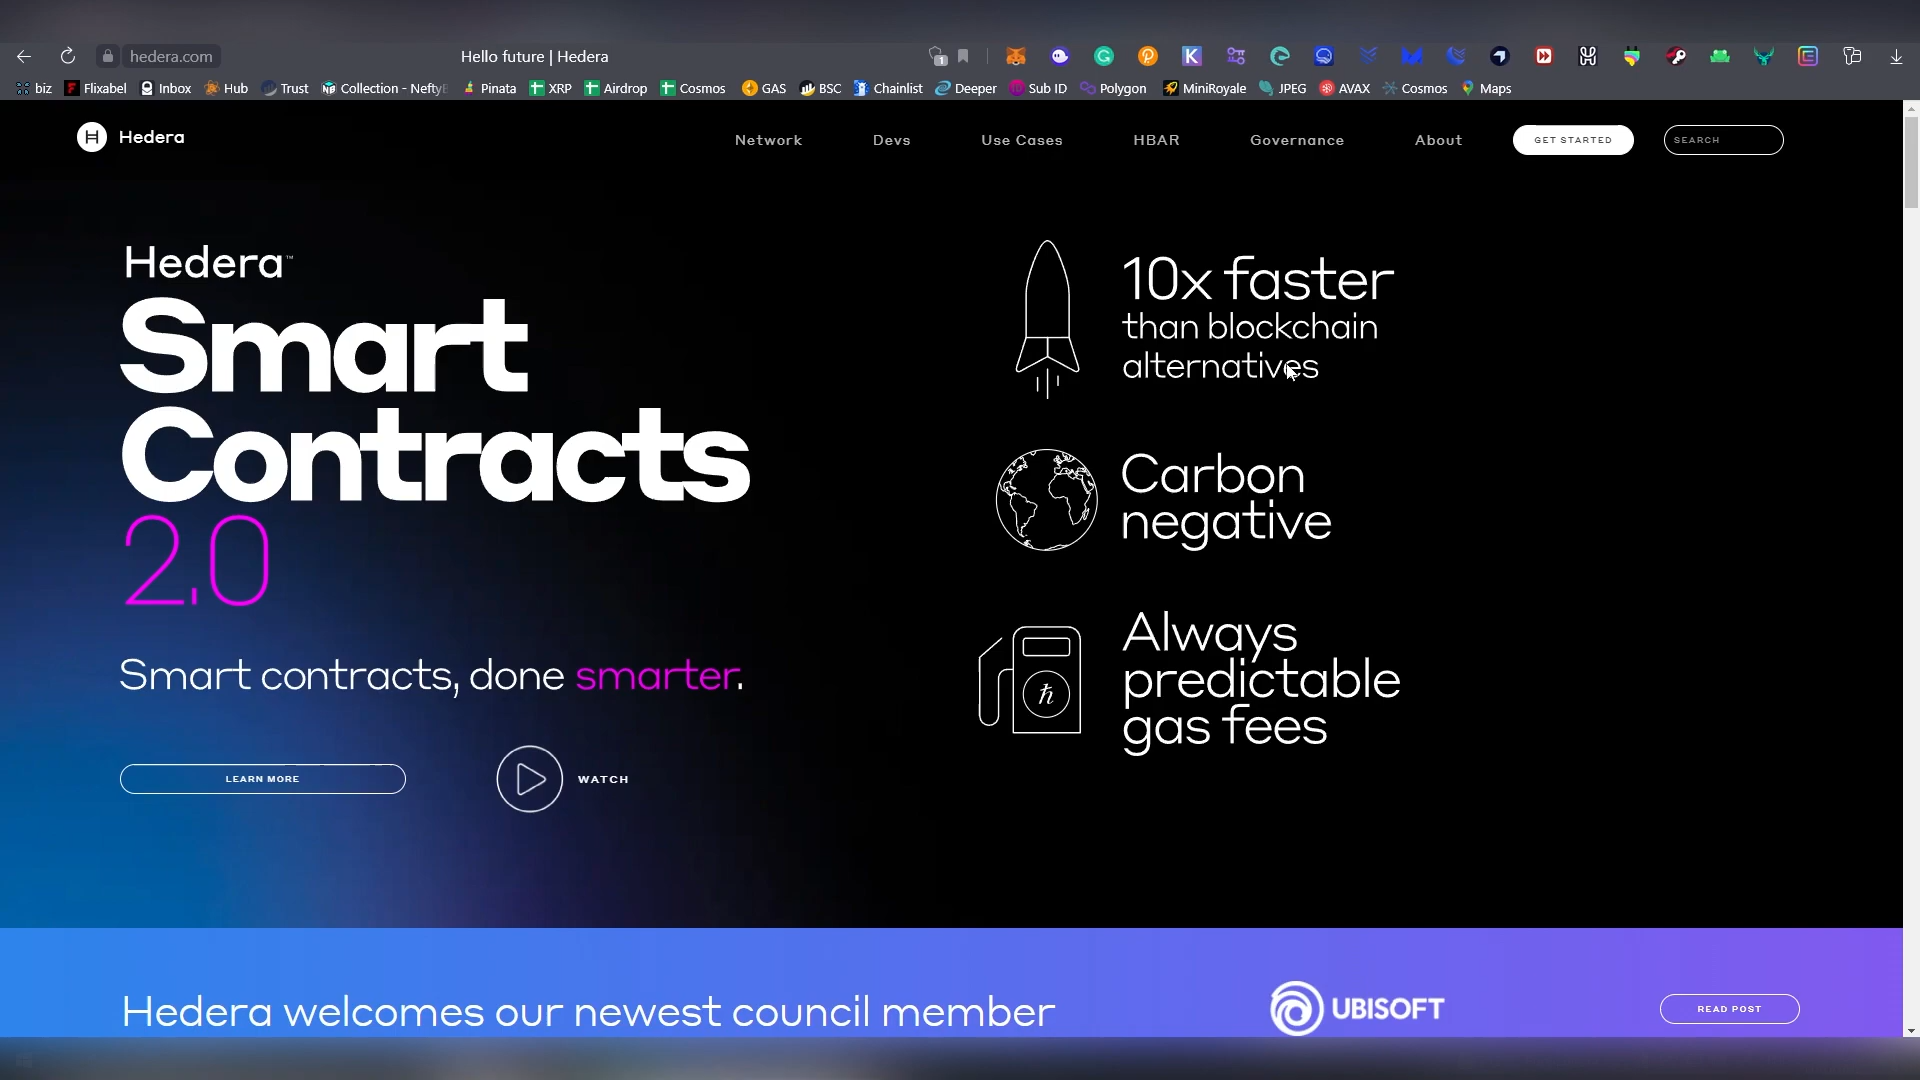 hedera.com
Hello future | Hedera
1
biz Flixabel Inbox Hub Trust Collection - Nefty Pinata XRP Airdrop Cosmos GAS BSC Chainlist Deeper Sub ID Polygon MiniRoyale JPEG AVAX Cosmos Maps
Hedera
Network Devs Use Cases HBAR Governance About GET STARTED SEARCH
Hedera™
Smart
Contracts
2.0
Smart contracts, done smarter.
LEARN MORE
WATCH
10x faster
than blockchain
alternatives
Carbon
negative
Always
predictable
gas fees
ℏ
Hedera welcomes our newest council member
UBISOFT
READ POST